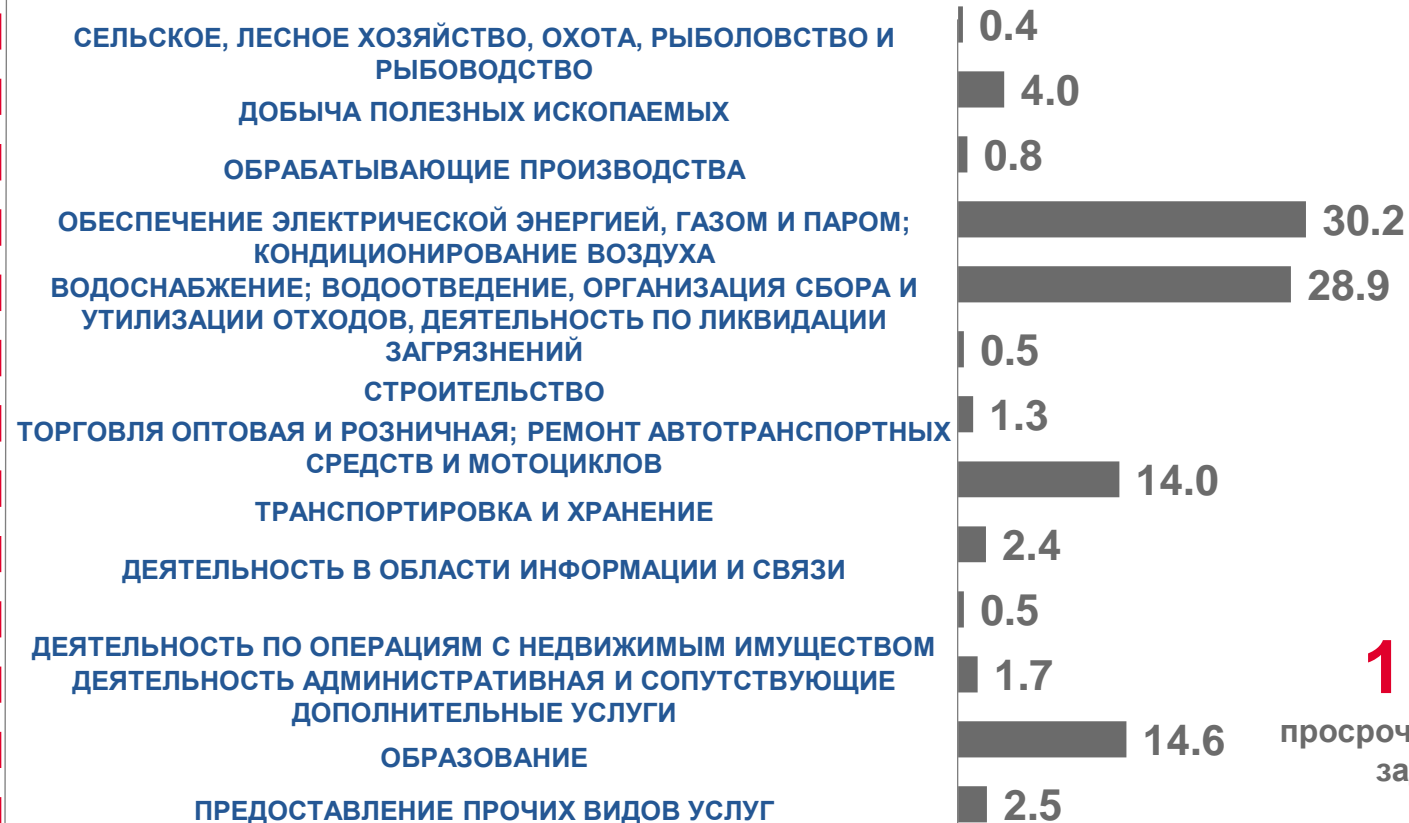 СЕЛЬСКОЕ, ЛЕСНОЕ ХОЗЯЙСТВО, ОХОТА, РЫБОЛОВСТВО И
РЫБОВОДСТВО
0.4
ДОБЫЧА ПОЛЕЗНЫХ ИСКОПАЕМЫХ
4.0
ОБРАБАТЫВАЮЩИЕ ПРОИЗВОДСТВА
0.8
ОБЕСПЕЧЕНИЕ ЭЛЕКТРИЧЕСКОЙ ЭНЕРГИЕЙ, ГАЗОМ И ПАРОМ;
КОНДИЦИОНИРОВАНИЕ ВОЗДУХА
30.2
ВОДОСНАБЖЕНИЕ; ВОДООТВЕДЕНИЕ, ОРГАНИЗАЦИЯ СБОРА И
УТИЛИЗАЦИИ ОТХОДОВ, ДЕЯТЕЛЬНОСТЬ ПО ЛИКВИДАЦИИ
ЗАГРЯЗНЕНИЙ
28.9
СТРОИТЕЛЬСТВО
0.5
ТОРГОВЛЯ ОПТОВАЯ И РОЗНИЧНАЯ; РЕМОНТ АВТОТРАНСПОРТНЫХ
СРЕДСТВ И МОТОЦИКЛОВ
1.3
ТРАНСПОРТИРОВКА И ХРАНЕНИЕ
14.0
ДЕЯТЕЛЬНОСТЬ В ОБЛАСТИ ИНФОРМАЦИИ И СВЯЗИ
2.4
ДЕЯТЕЛЬНОСТЬ ПО ОПЕРАЦИЯМ С НЕДВИЖИМЫМ ИМУЩЕСТВОМ
0.5
ДЕЯТЕЛЬНОСТЬ АДМИНИСТРАТИВНАЯ И СОПУТСТВУЮЩИЕ
ДОПОЛНИТЕЛЬНЫЕ УСЛУГИ
1.7
ОБРАЗОВАНИЕ
14.6
ПРЕДОСТАВЛЕНИЕ ПРОЧИХ ВИДОВ УСЛУГ
2.5
1
просроч
за